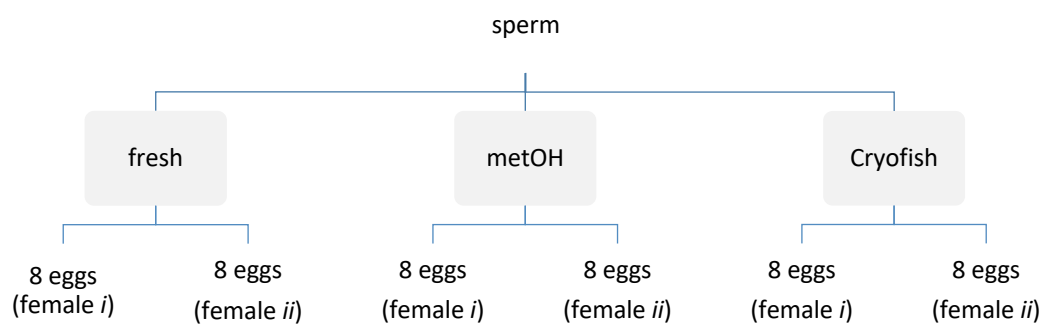 sperm
fresh
metOH
Cryofish
8 eggs
(female i)
8 eggs
(female ii)
8 eggs
(female i)
8 eggs
(female ii)
8 eggs
(female i)
8 eggs
(female ii)